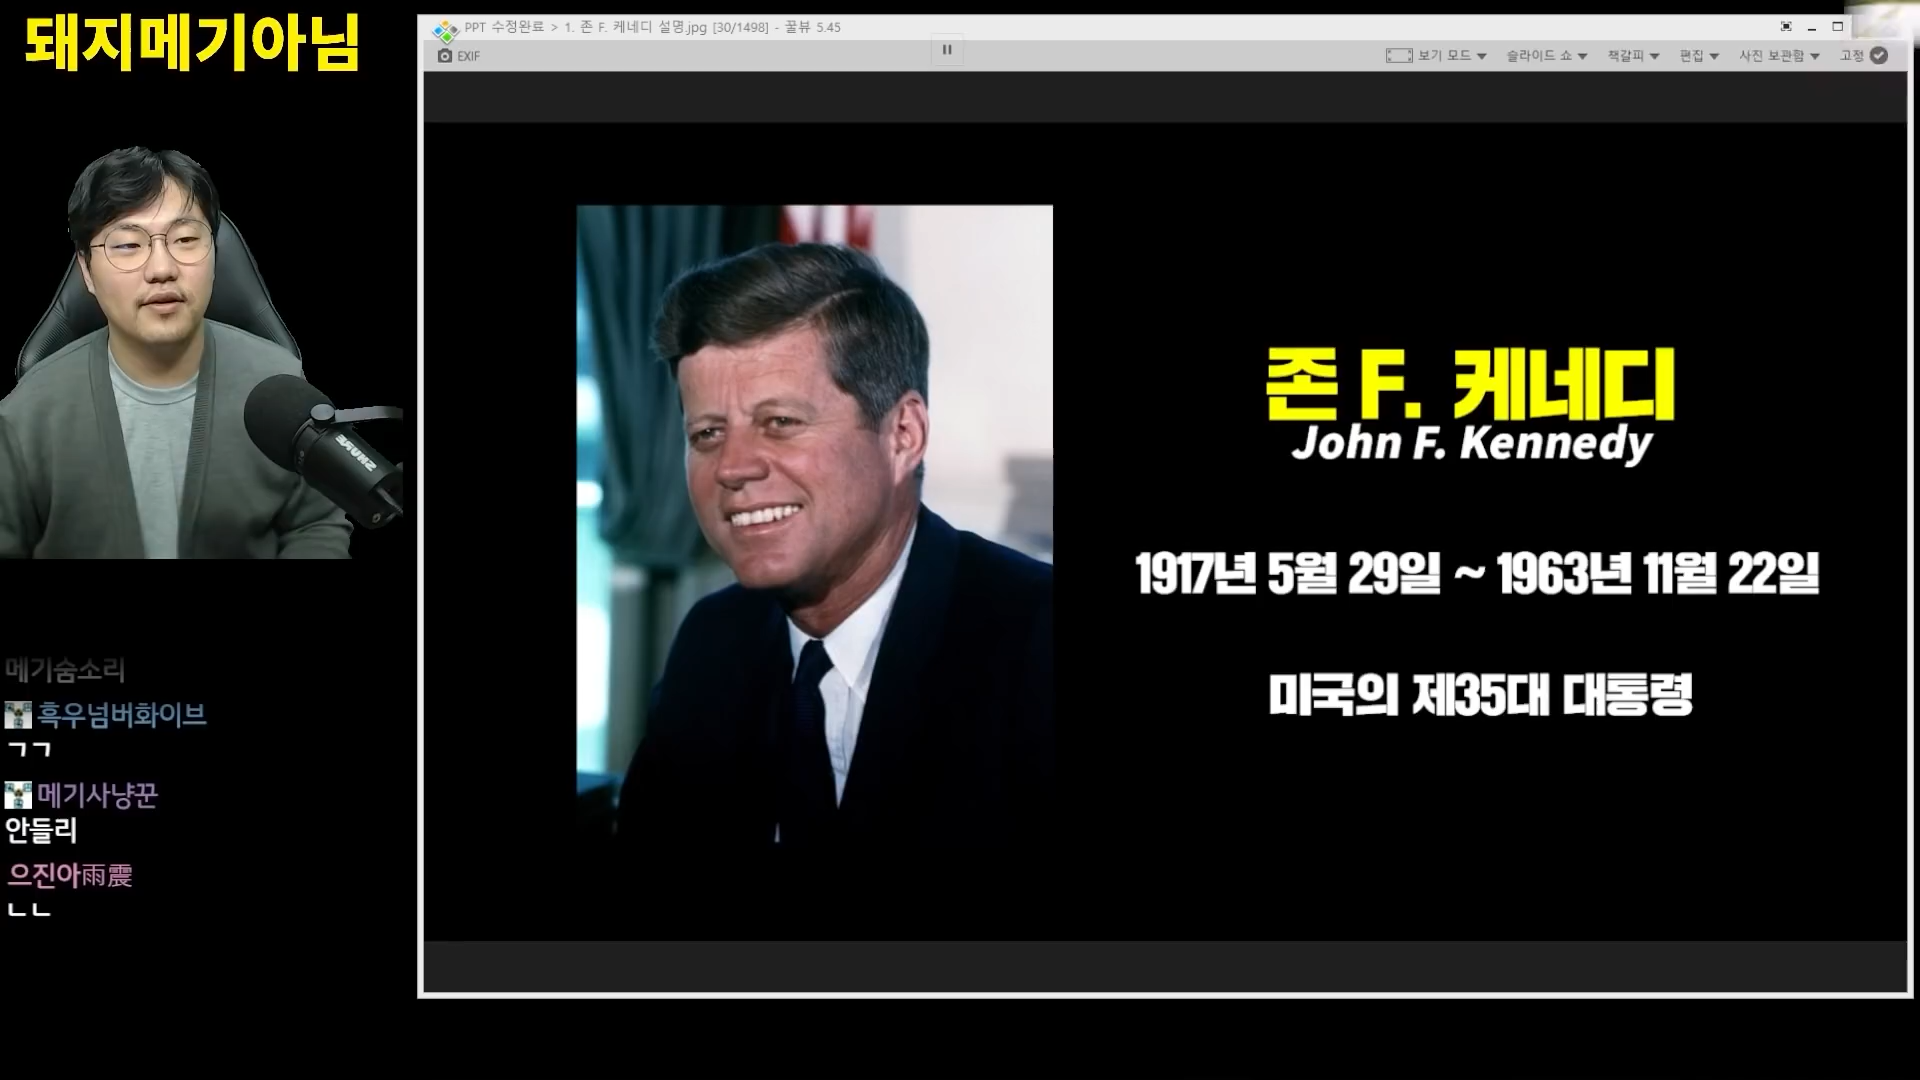 돼지메기아님
PPT 수정완료 > 1. 존 F. 케네디 설명.jpg [30/1498] - 꿀뷰 5.45
EXIF
보기 모드
슬라이드 쇼
책갈피
편집
사진 보관함
고정
존 F. 케네디
John F. Kennedy
1917년 5월 29일 ~ 1963년 11월 22일
미국의 제35대 대통령
메기숨소리
흑우넘버화이브
ㄱㄱ
메기사냥꾼
안들리
으진아雨震
ㄴㄴ